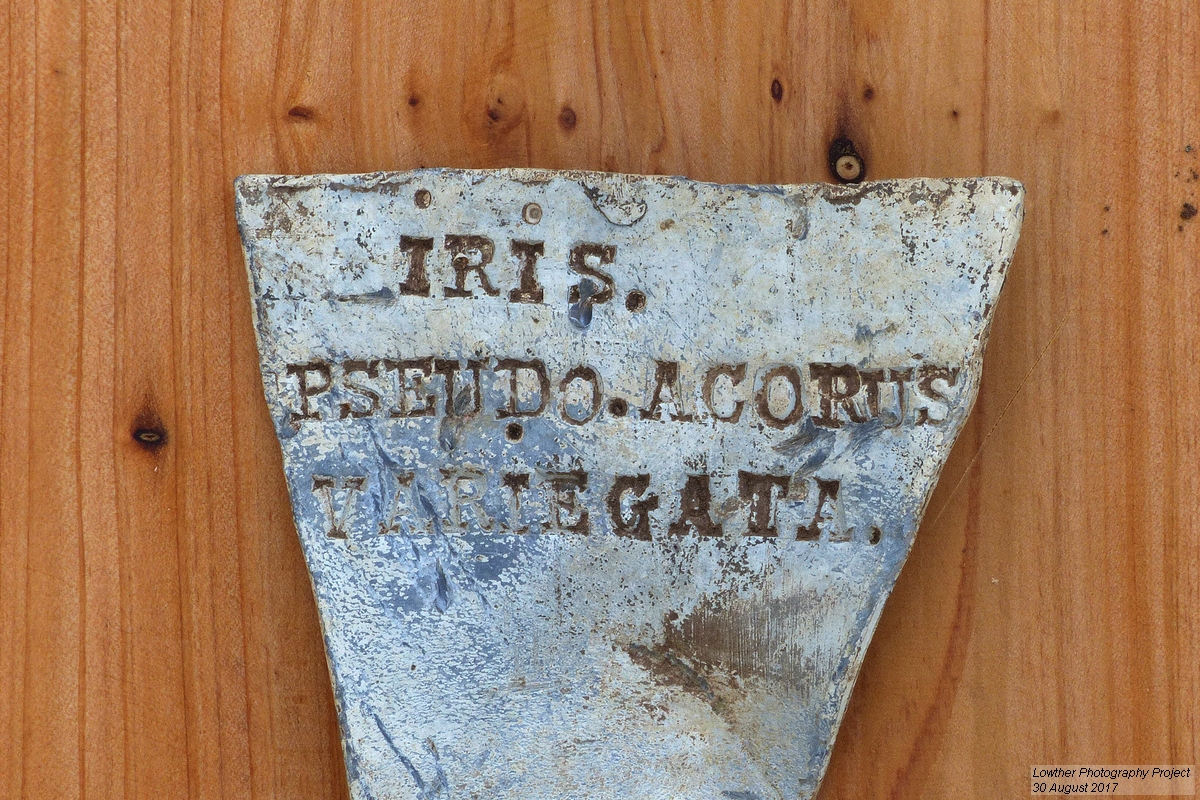 IRIS.
PSEUDO.ACORUS
VARIEGATA.
Lowther Photography Project
30 August 2017